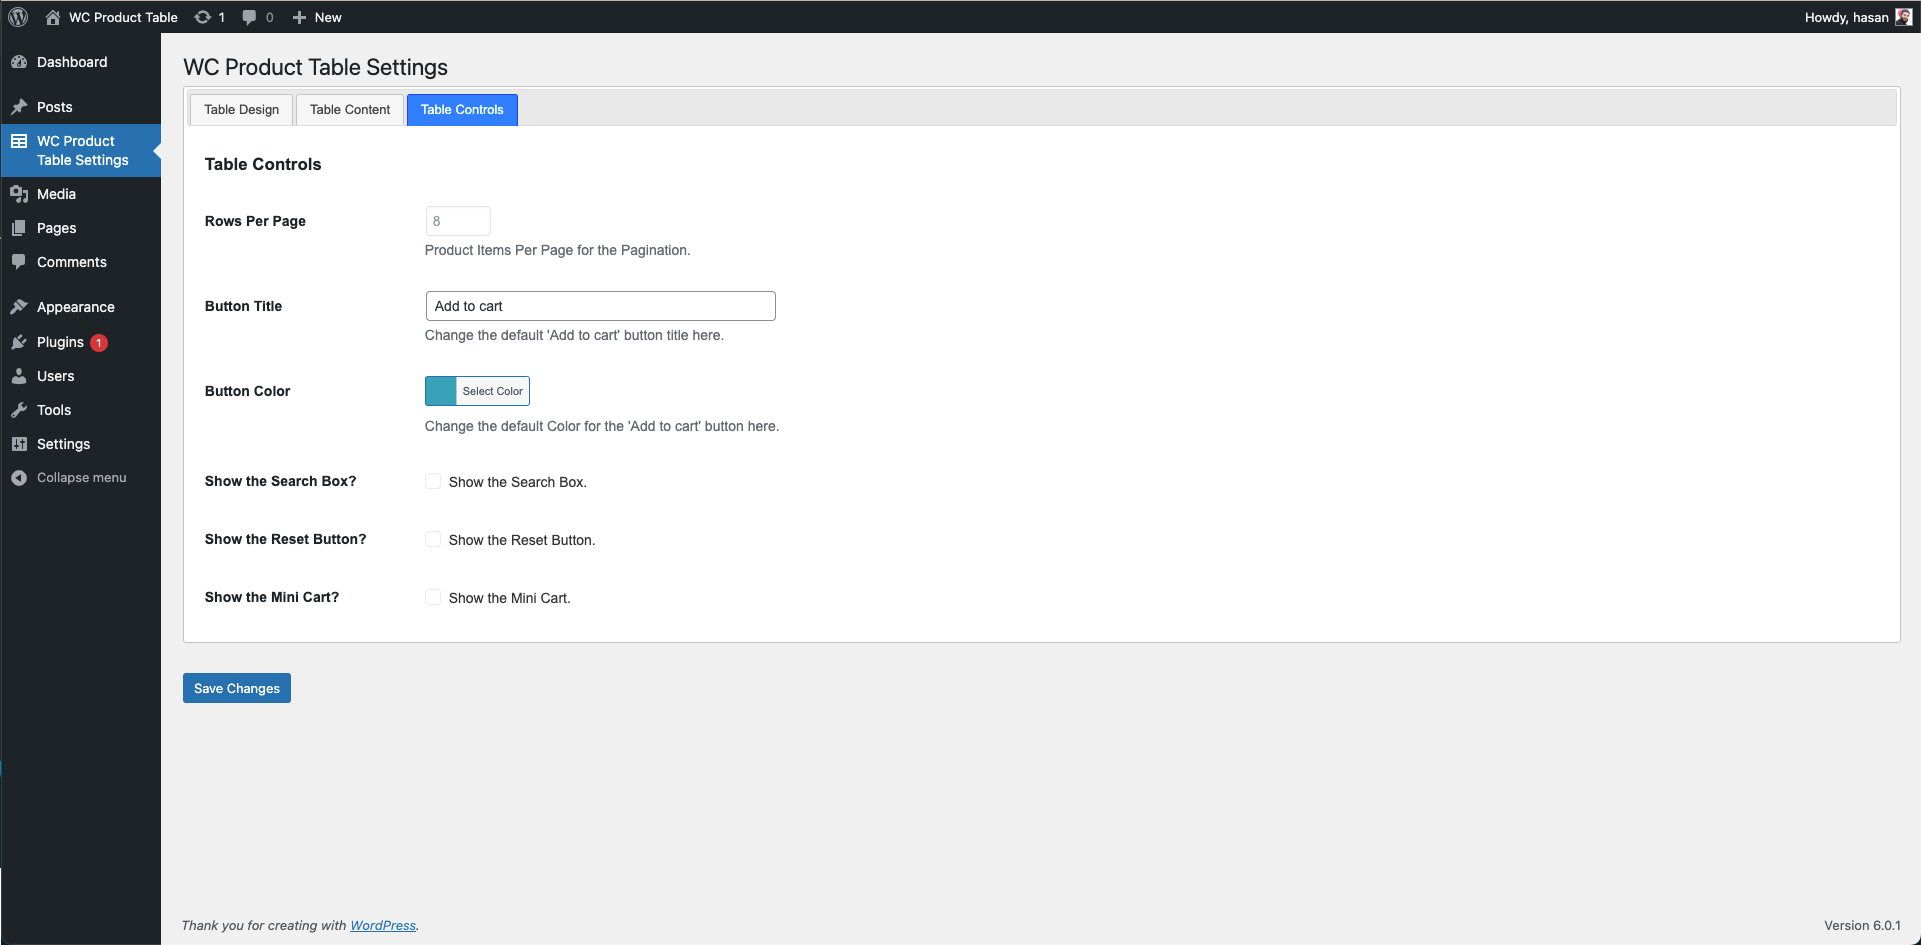 WC Product Table
1
0
New
Howdy, hasan
Dashboard
Posts
WC Product
Table Settings
Media
Pages
Comments
Appearance
Plugins 1
Users
Tools
Settings
Collapse menu
WC Product Table Settings
Table Design
Table Content
Table Controls
Table Controls
Rows Per Page
8
Product Items Per Page for the Pagination.
Button Title
Add to cart
Change the default 'Add to cart' button title here.
Button Color
Select Color
Change the default Color for the 'Add to cart' button here.
Show the Search Box?
Show the Search Box.
Show the Reset Button?
Show the Reset Button.
Show the Mini Cart?
Show the Mini Cart.
Save Changes
Thank you for creating with WordPress.
Version 6.0.1